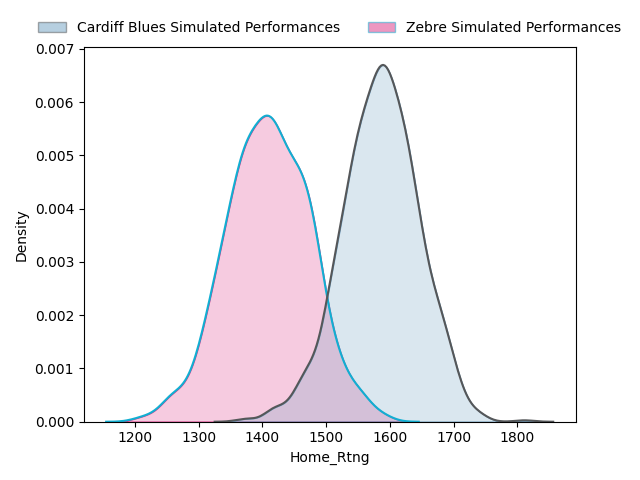 Cardiff Blues Simulated Performances Zebre Simulated Performances
0.007
0.006
0.005
0.004
0.003
0.002
0.001
0.000
Density
1200 1300 1400 1500 1600 1700 1800
Home_Rtng